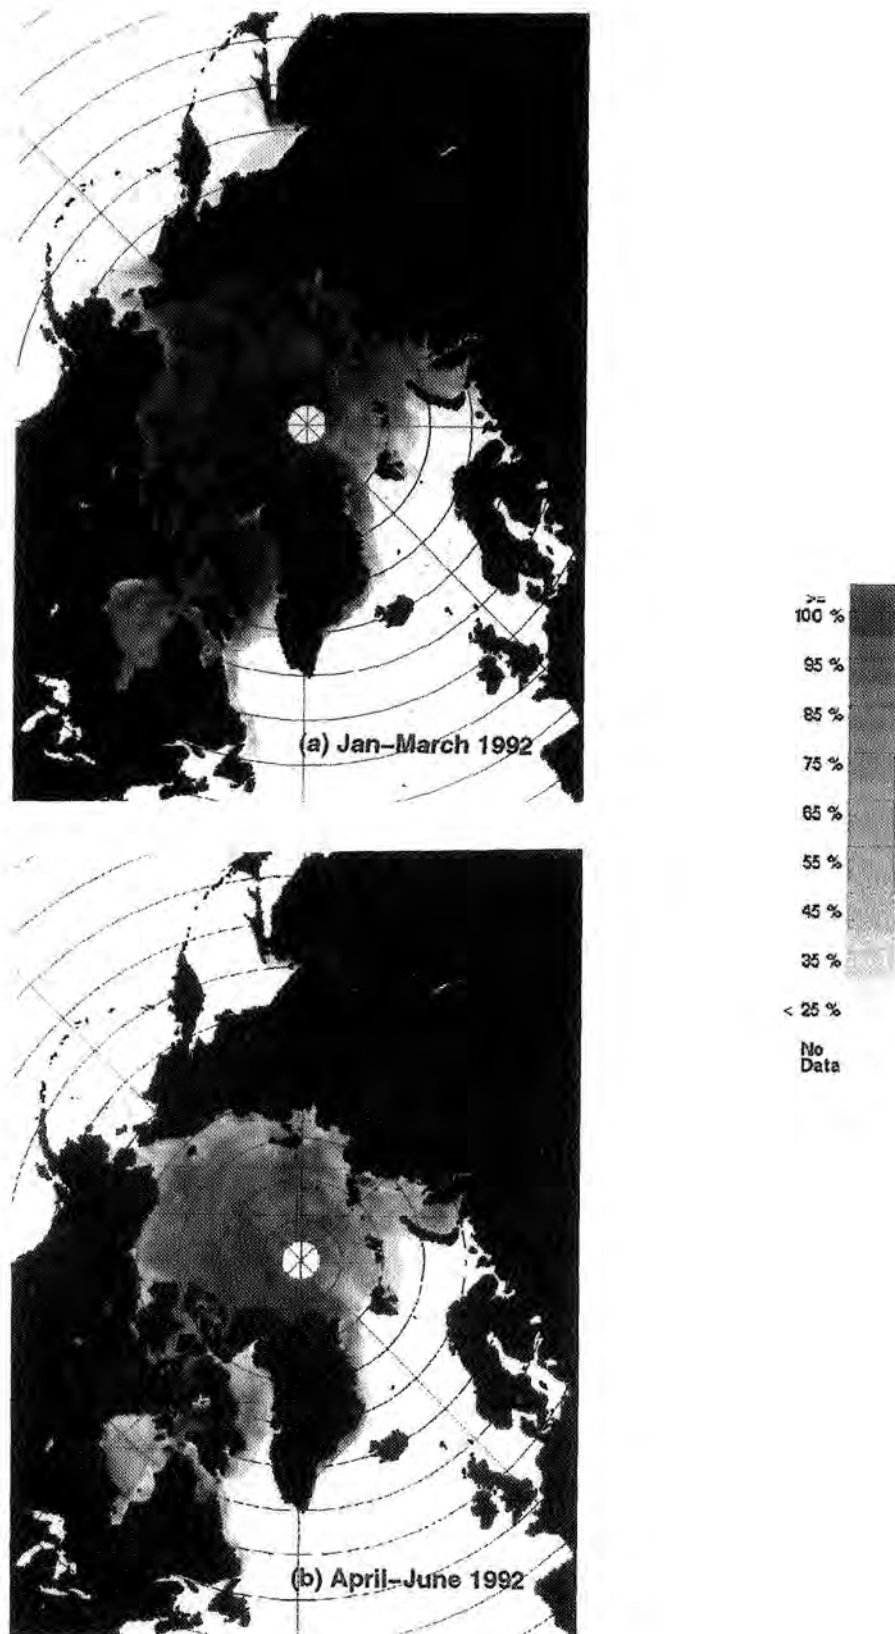 (a) Jan–March 1992
>=
100 %
95 %
85 %
75 %
65 %
55 %
45 %
35 %
< 25 %
No
Data
(b) April–June 1992